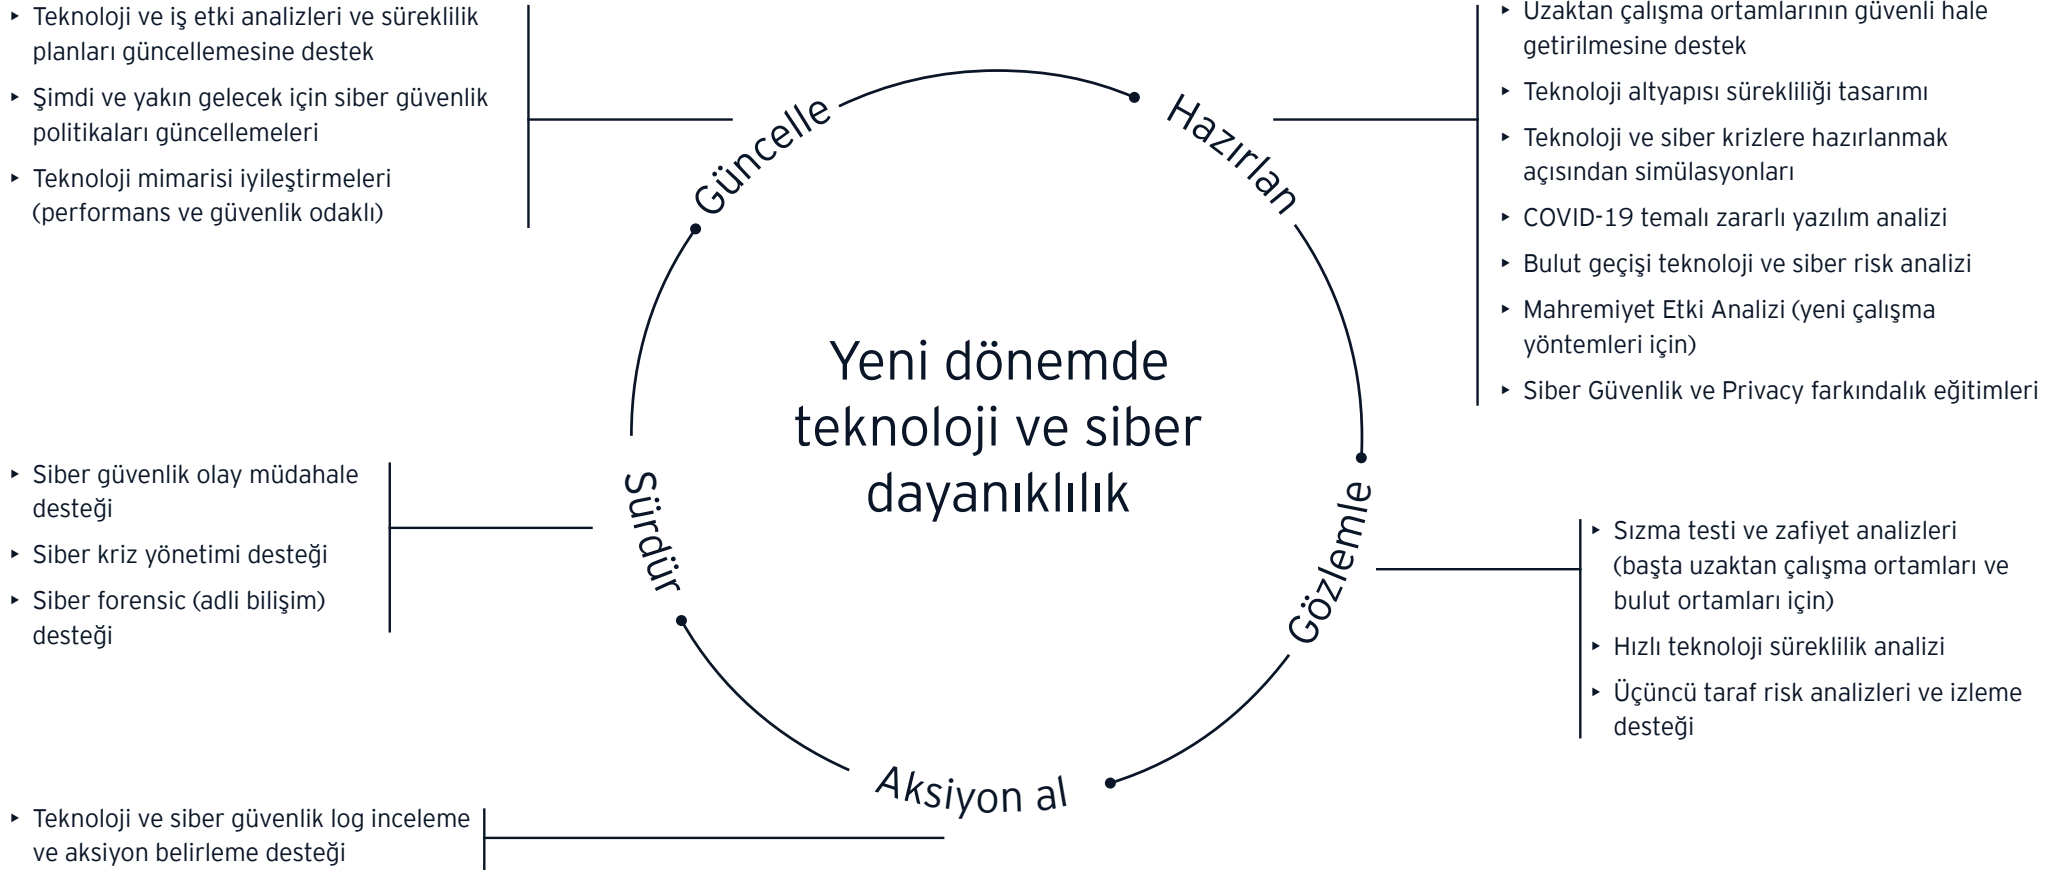 Teknoloji ve iş etki analizleri ve süreklilik
planları güncellemesine destek
Şimdi ve yakın gelecek için siber güvenlik
politikaları güncellemeleri
Teknoloji mimarisi iyileştirmeleri
(performans ve güvenlik odaklı)
Güncelle
Hazırlan
Uzaktan çalışma ortamlarının güvenli hale
getirilmesine destek
Teknoloji altyapısı sürekliliği tasarımı
Teknoloji ve siber krizlere hazırlanmak
açısından simülasyonları
COVID-19 temalı zararlı yazılım analizi
Bulut geçişi teknoloji ve siber risk analizi
Mahremiyet Etki Analizi (yeni çalışma
yöntemleri için)
Siber Güvenlik ve Privacy farkındalık eğitimleri
Yeni dönemde
teknoloji ve siber
dayanıklılık
Siber güvenlik olay müdahale
desteği
Siber kriz yönetimi desteği
Siber forensic (adli bilişim)
desteği
Sürdür
Gözlemle
Sızma testi ve zafiyet analizleri
(başta uzaktan çalışma ortamları ve
bulut ortamları için)
Hızlı teknoloji süreklilik analizi
Üçüncü taraf risk analizleri ve izleme
desteği
Aksiyon al
Teknoloji ve siber güvenlik log inceleme
ve aksiyon belirleme desteği